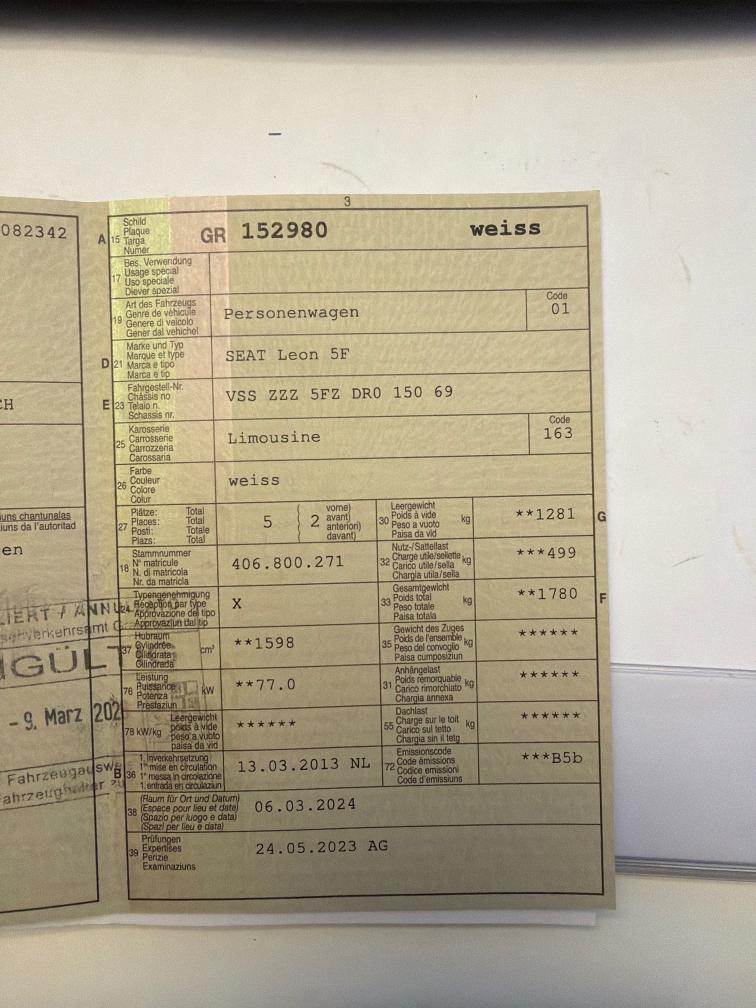 3
082342
A 15 Schild
Plaque
Targa
Numer
GR 152980 weiss
17 Bes. Verwendung
Usage spécial
Uso speciale
Diever spezial
19 Art des Fahrzeugs
Genre de véhicule
Genere di veicolo
Gener dal vehichel
Personenwagen
Code
01
D 21 Marke und Typ
Marque et type
Marca e tipo
Marca e tip
SEAT Leon 5F
CH
E 23 Fahrgestell-Nr.
Châssis no
Telaio n.
Schassis nr.
VSS ZZZ 5FZ DR0 150 69
25 Karosserie
Carrosserie
Carrozzeria
Carossaria
Limousine
Code
163
26 Farbe
Couleur
Colore
Colur
weiss
uns chantunalas
uns da l'autoritad
en
27 Plätze: Total
Places: Total
Posti: Totale
Plazs: Total
5
2 vorne)
avant)
anteriori)
davant)
30 Leergewicht
Poids à vide
Peso a vuoto
Paisa da vid
kg
**1281
G
18 Stammnummer
N° matricule
N. di matricola
Nr. da matricla
406.800.271
32 Nutz-/Sattellast
Charge utile/sellette
Carico utile/sella
Chargia utila/sella
kg
***499
24 Typengenehmigung
Réception par type
Approvazione del tipo
Approvaziun dal tip
X
33 Gesamtgewicht
Poids total
Peso totale
Paisa totala
kg
**1780
F
37 Hubraum
Cylindrée
Cilindrata
Cilindrada
cm³
**1598
35 Gewicht des Zuges
Poids de l'ensemble
Peso del convoglio
Paisa cumposiziun
kg
******
76 Leistung
Puissance
Potenza
Prestaziun
kW
**77.0
31 Anhängelast
Poids remorquable
Carico rimorchiato
Chargia annexa
kg
******
78 kW/kg
Leergewicht
poids à vide
peso a vuoto
paisa da vid
******
55 Dachlast
Charge sur le toit
Carico sul tetto
Chargia sin il tetg
kg
******
B 36 1. Inverkehrsetzung
1re mise en circulation
1a messa in circolazione
1. entrada en circulaziun
13.03.2013 NL
72 Emissionscode
Code émissions
Codice emissioni
Code d'emissiuns
***B5b
38 (Raum für Ort und Datum)
(Espace pour lieu et date)
(Spazio per luogo e data)
(Spazi per lieu e data)
06.03.2024
39 Prüfungen
Expertises
Perizie
Examinaziuns
24.05.2023 AG
LIERT / ANNUL
NGÜLT
- 9. März 202
Fahrzeugausw